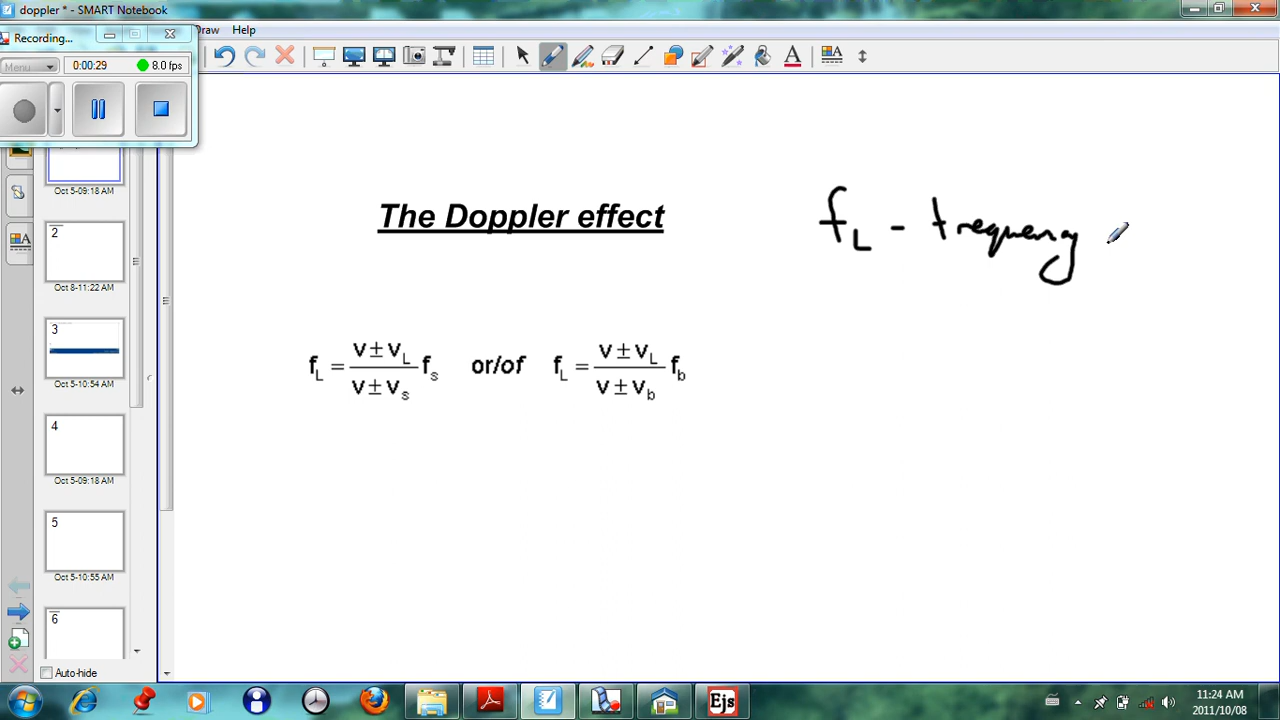 doppler * - SMART Notebook
Recording...
Draw Help
Menu
0:00:29 8.0 fps
Oct 5-09:18 AM
2
Oct 8-11:22 AM
3
Oct 5-10:54 AM
4
Oct 5-09:18 AM
5
Oct 5-10:55 AM
6
Auto-hide
The Doppler effect
f_L - frequency
f_L = (v ± v_L)/(v ± v_s) f_s or/of f_L = (v ± v_L)/(v ± v_b) f_b
Ejs
11:24 AM
2011/10/08